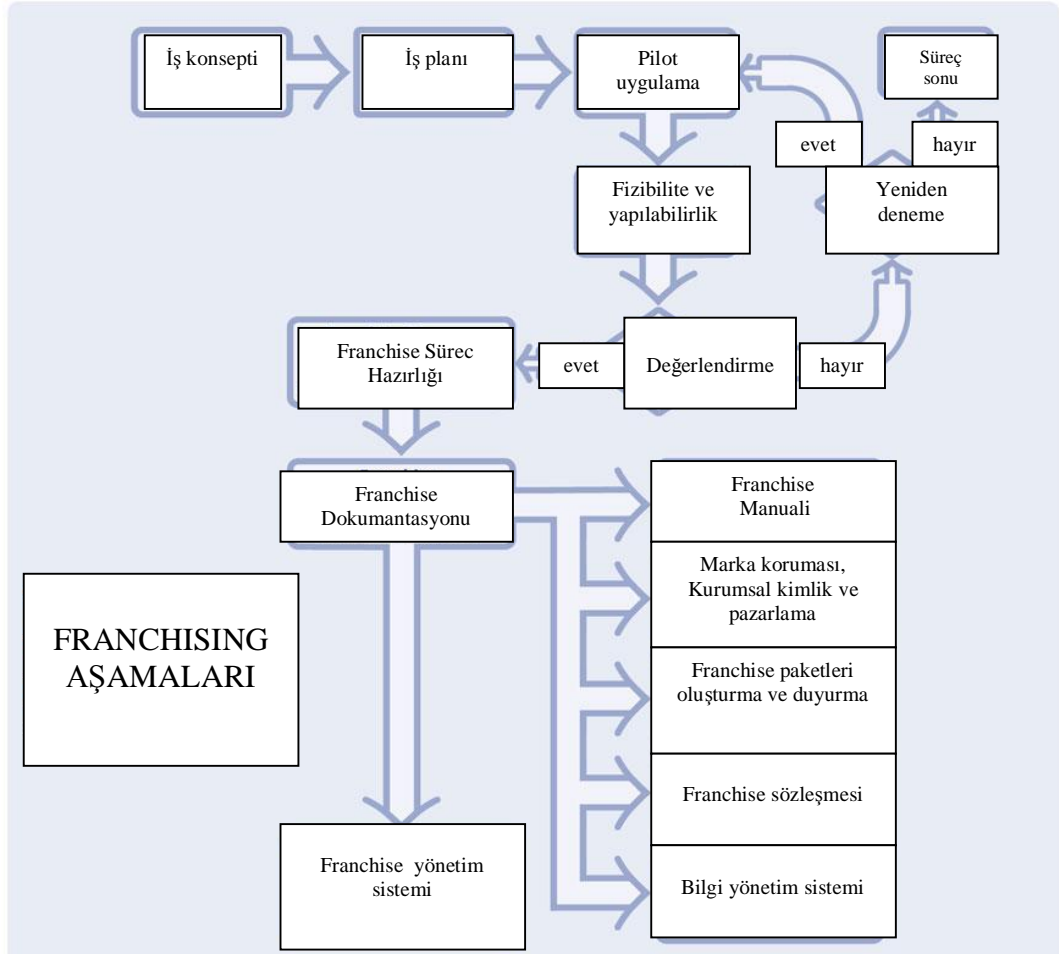 İş konsepti
İş planı
Pilot
uygulama
Süreç
sonu
evet
hayır
Fizibilite ve
yapılabilirlik
Yeniden
deneme
Franchise Sürec
Hazırlığı
evet
Değerlendirme
hayır
Franchise
Dokumantasyonu
Franchise
Manuali
Marka koruması,
Kurumsal kimlik ve
pazarlama
FRANCHISING
AŞAMALARI
Franchise paketleri
oluşturma ve duyurma
Franchise sözleşmesi
Franchise yönetim
sistemi
Bilgi yönetim sistemi